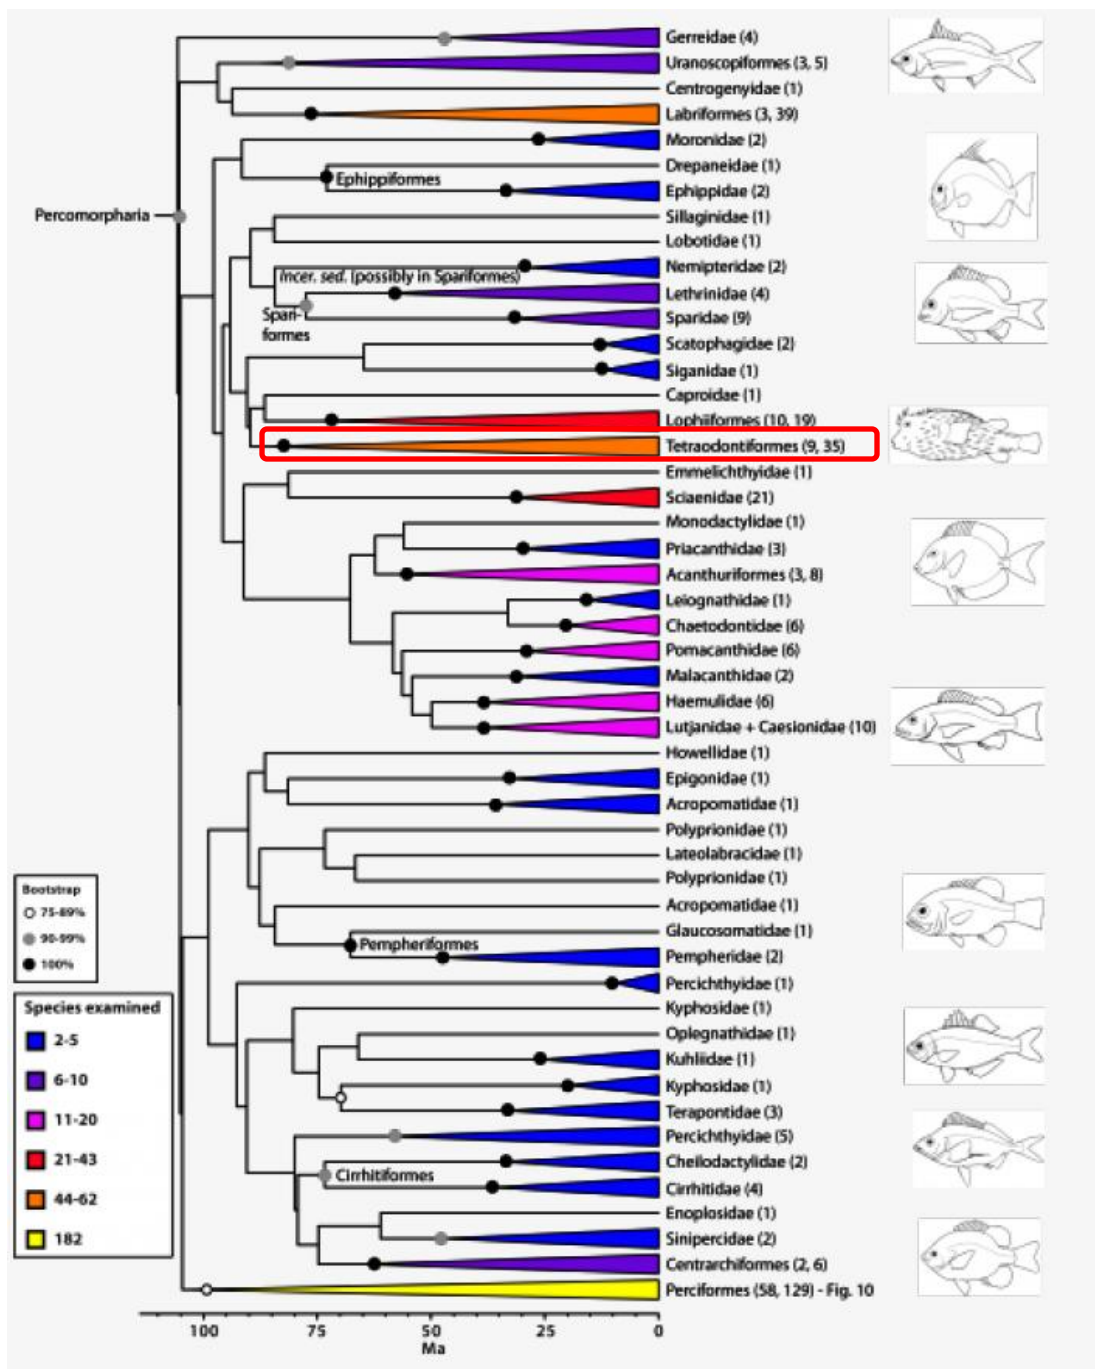 Gerreidae (4)
Uranoscopiformes (3, 5)
Centrogenyidae (1)
Labriformes (3, 39)
Moronidae (2)
Drepaneidae (1)
Ephippiformes
Ephippidae (2)
Percomorpharia
Sillaginidae (1)
Lobotidae (1)
Nemipteridae (2)
Incer. sed. (possibly in Spariformes)
Lethrinidae (4)
Spari-
formes
Sparidae (9)
Scatophagidae (2)
Siganidae (1)
Caproidae (1)
Lophiiformes (10, 19)
Tetraodontiformes (9, 35)
Emmelichthyidae (1)
Sciaenidae (21)
Monodactylidae (1)
Priacanthidae (3)
Acanthuriformes (3, 8)
Leiognathidae (1)
Chaetodontidae (6)
Pomacanthidae (6)
Malacanthidae (2)
Haemulidae (6)
Lutjanidae + Caesionidae (10)
Howellidae (1)
Epigonidae (1)
Acropomatidae (1)
Polyprionidae (1)
Lateolabracidae (1)
Polyprionidae (1)
Acropomatidae (1)
Glaucosomatidae (1)
Pempheriformes
Pempheridae (2)
Percichthyidae (1)
Kyphosidae (1)
Oplegnathidae (1)
Kuhliidae (1)
Kyphosidae (1)
Terapontidae (3)
Percichthyidae (5)
Cheilodactylidae (2)
Cirrhitiformes
Cirrhitidae (4)
Enoplosidae (1)
Sinipercidae (2)
Centrarchiformes (2, 6)
Perciformes (58, 129) - Fig. 10
Bootstrap
75-89%
90-99%
100%
Species examined
2-5
6-10
11-20
21-43
44-62
182
100 75 50 25 0
Ma